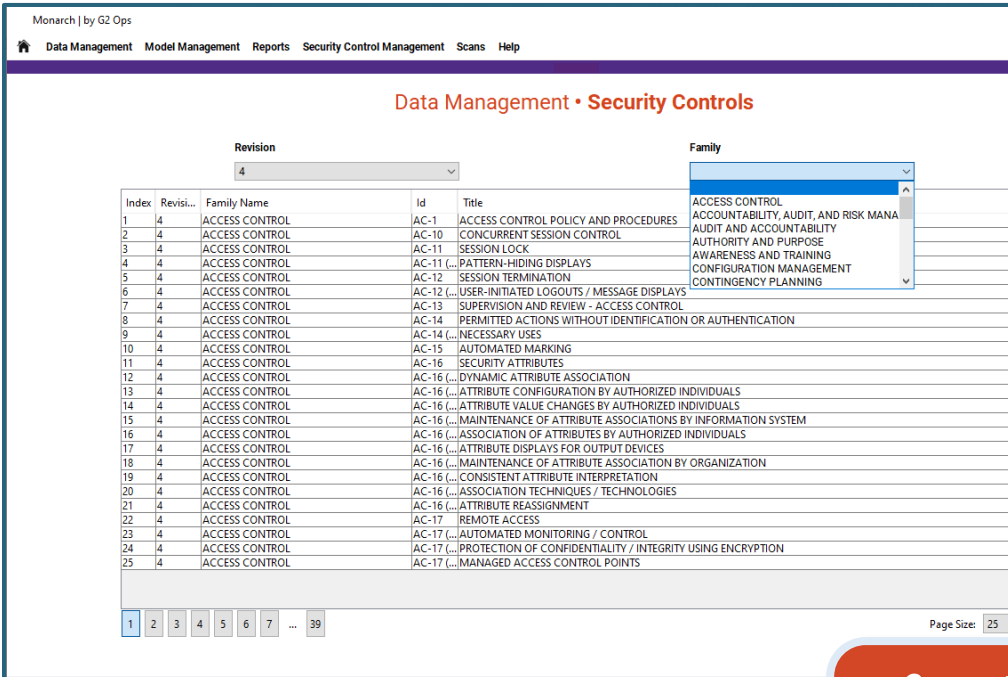 Monarch | by G2 Ops
Data Management Model Management Reports Security Control Management Scans Help
Data Management • Security Controls
Revision Family
4
Index Revisi... Family Name Id Title
1 4 ACCESS CONTROL AC-1 ACCESS CONTROL POLICY AND PROCEDURES
2 4 ACCESS CONTROL AC-10 CONCURRENT SESSION CONTROL
3 4 ACCESS CONTROL AC-11 SESSION LOCK
4 4 ACCESS CONTROL AC-11 (... PATTERN-HIDING DISPLAYS
5 4 ACCESS CONTROL AC-12 SESSION TERMINATION
6 4 ACCESS CONTROL AC-12 (... USER-INITIATED LOGOUTS / MESSAGE DISPLAYS
7 4 ACCESS CONTROL AC-13 SUPERVISION AND REVIEW - ACCESS CONTROL
8 4 ACCESS CONTROL AC-14 PERMITTED ACTIONS WITHOUT IDENTIFICATION OR AUTHENTICATION
9 4 ACCESS CONTROL AC-14 (... NECESSARY USES
10 4 ACCESS CONTROL AC-15 AUTOMATED MARKING
11 4 ACCESS CONTROL AC-16 SECURITY ATTRIBUTES
12 4 ACCESS CONTROL AC-16 (... DYNAMIC ATTRIBUTE ASSOCIATION
13 4 ACCESS CONTROL AC-16 (... ATTRIBUTE CONFIGURATION BY AUTHORIZED INDIVIDUALS
14 4 ACCESS CONTROL AC-16 (... ATTRIBUTE VALUE CHANGES BY AUTHORIZED INDIVIDUALS
15 4 ACCESS CONTROL AC-16 (... MAINTENANCE OF ATTRIBUTE ASSOCIATIONS BY INFORMATION SYSTEM
16 4 ACCESS CONTROL AC-16 (... ASSOCIATION OF ATTRIBUTES BY AUTHORIZED INDIVIDUALS
17 4 ACCESS CONTROL AC-16 (... ATTRIBUTE DISPLAYS FOR OUTPUT DEVICES
18 4 ACCESS CONTROL AC-16 (... MAINTENANCE OF ATTRIBUTE ASSOCIATION BY ORGANIZATION
19 4 ACCESS CONTROL AC-16 (... CONSISTENT ATTRIBUTE INTERPRETATION
20 4 ACCESS CONTROL AC-16 (... ASSOCIATION TECHNIQUES / TECHNOLOGIES
21 4 ACCESS CONTROL AC-16 (... ATTRIBUTE REASSIGNMENT
22 4 ACCESS CONTROL AC-17 REMOTE ACCESS
23 4 ACCESS CONTROL AC-17 (... AUTOMATED MONITORING / CONTROL
24 4 ACCESS CONTROL AC-17 (... PROTECTION OF CONFIDENTIALITY / INTEGRITY USING ENCRYPTION
25 4 ACCESS CONTROL AC-17 (... MANAGED ACCESS CONTROL POINTS
ACCESS CONTROL
ACCOUNTABILITY, AUDIT, AND RISK MANA
AUDIT AND ACCOUNTABILITY
AUTHORITY AND PURPOSE
AWARENESS AND TRAINING
CONFIGURATION MANAGEMENT
CONTINGENCY PLANNING
1 2 3 4 5 6 7 ... 39 Page Size: 25